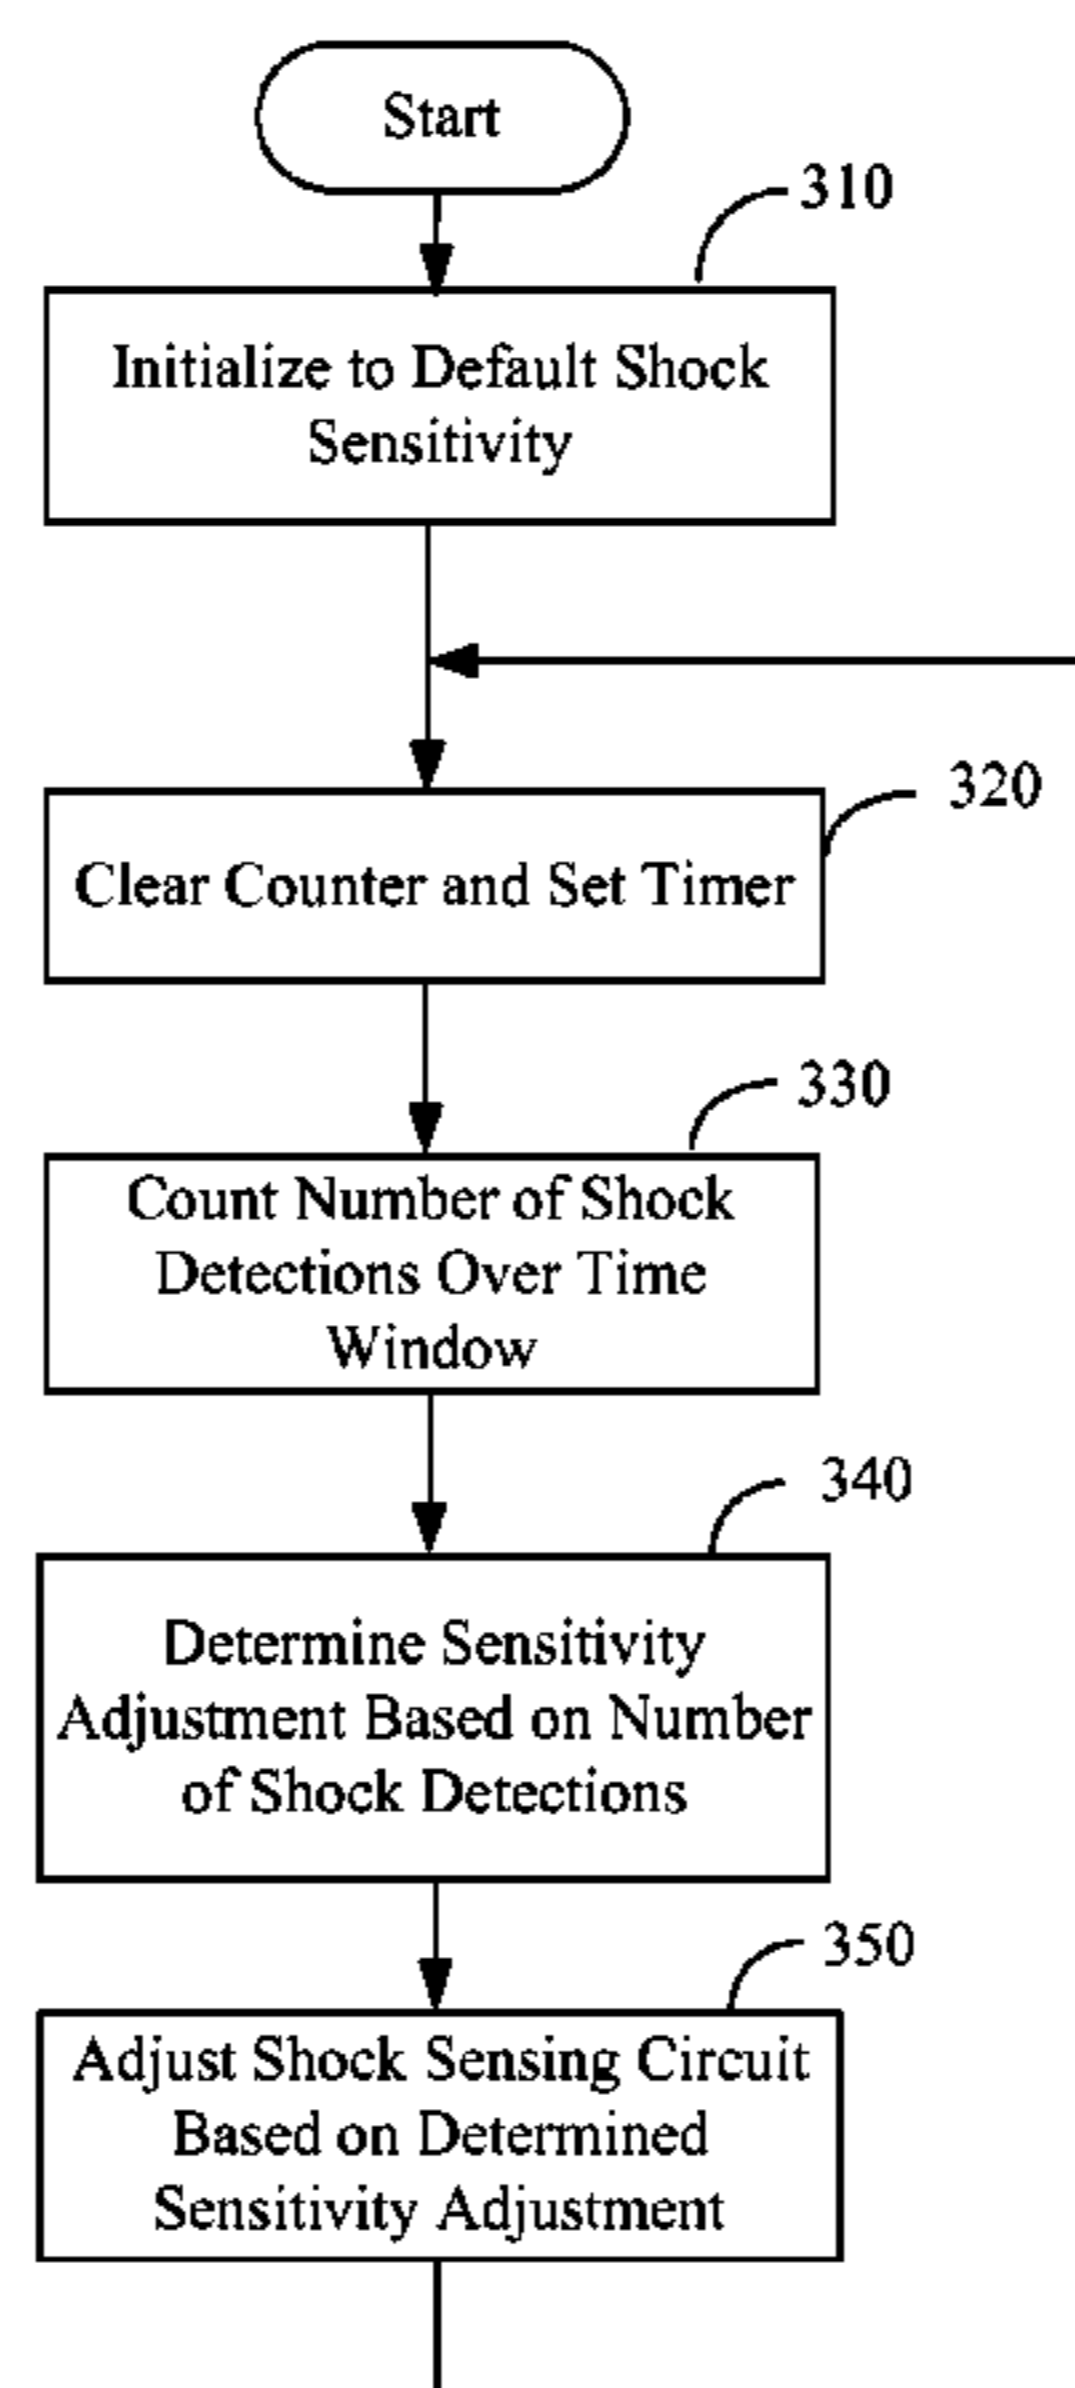 Start
310
Initialize to Default Shock
Sensitivity
320
Clear Counter and Set Timer
330
Count Number of Shock
Detections Over Time
Window
340
Determine Sensitivity
Adjustment Based on Number
of Shock Detections
350
Adjust Shock Sensing Circuit
Based on Determined
Sensitivity Adjustment